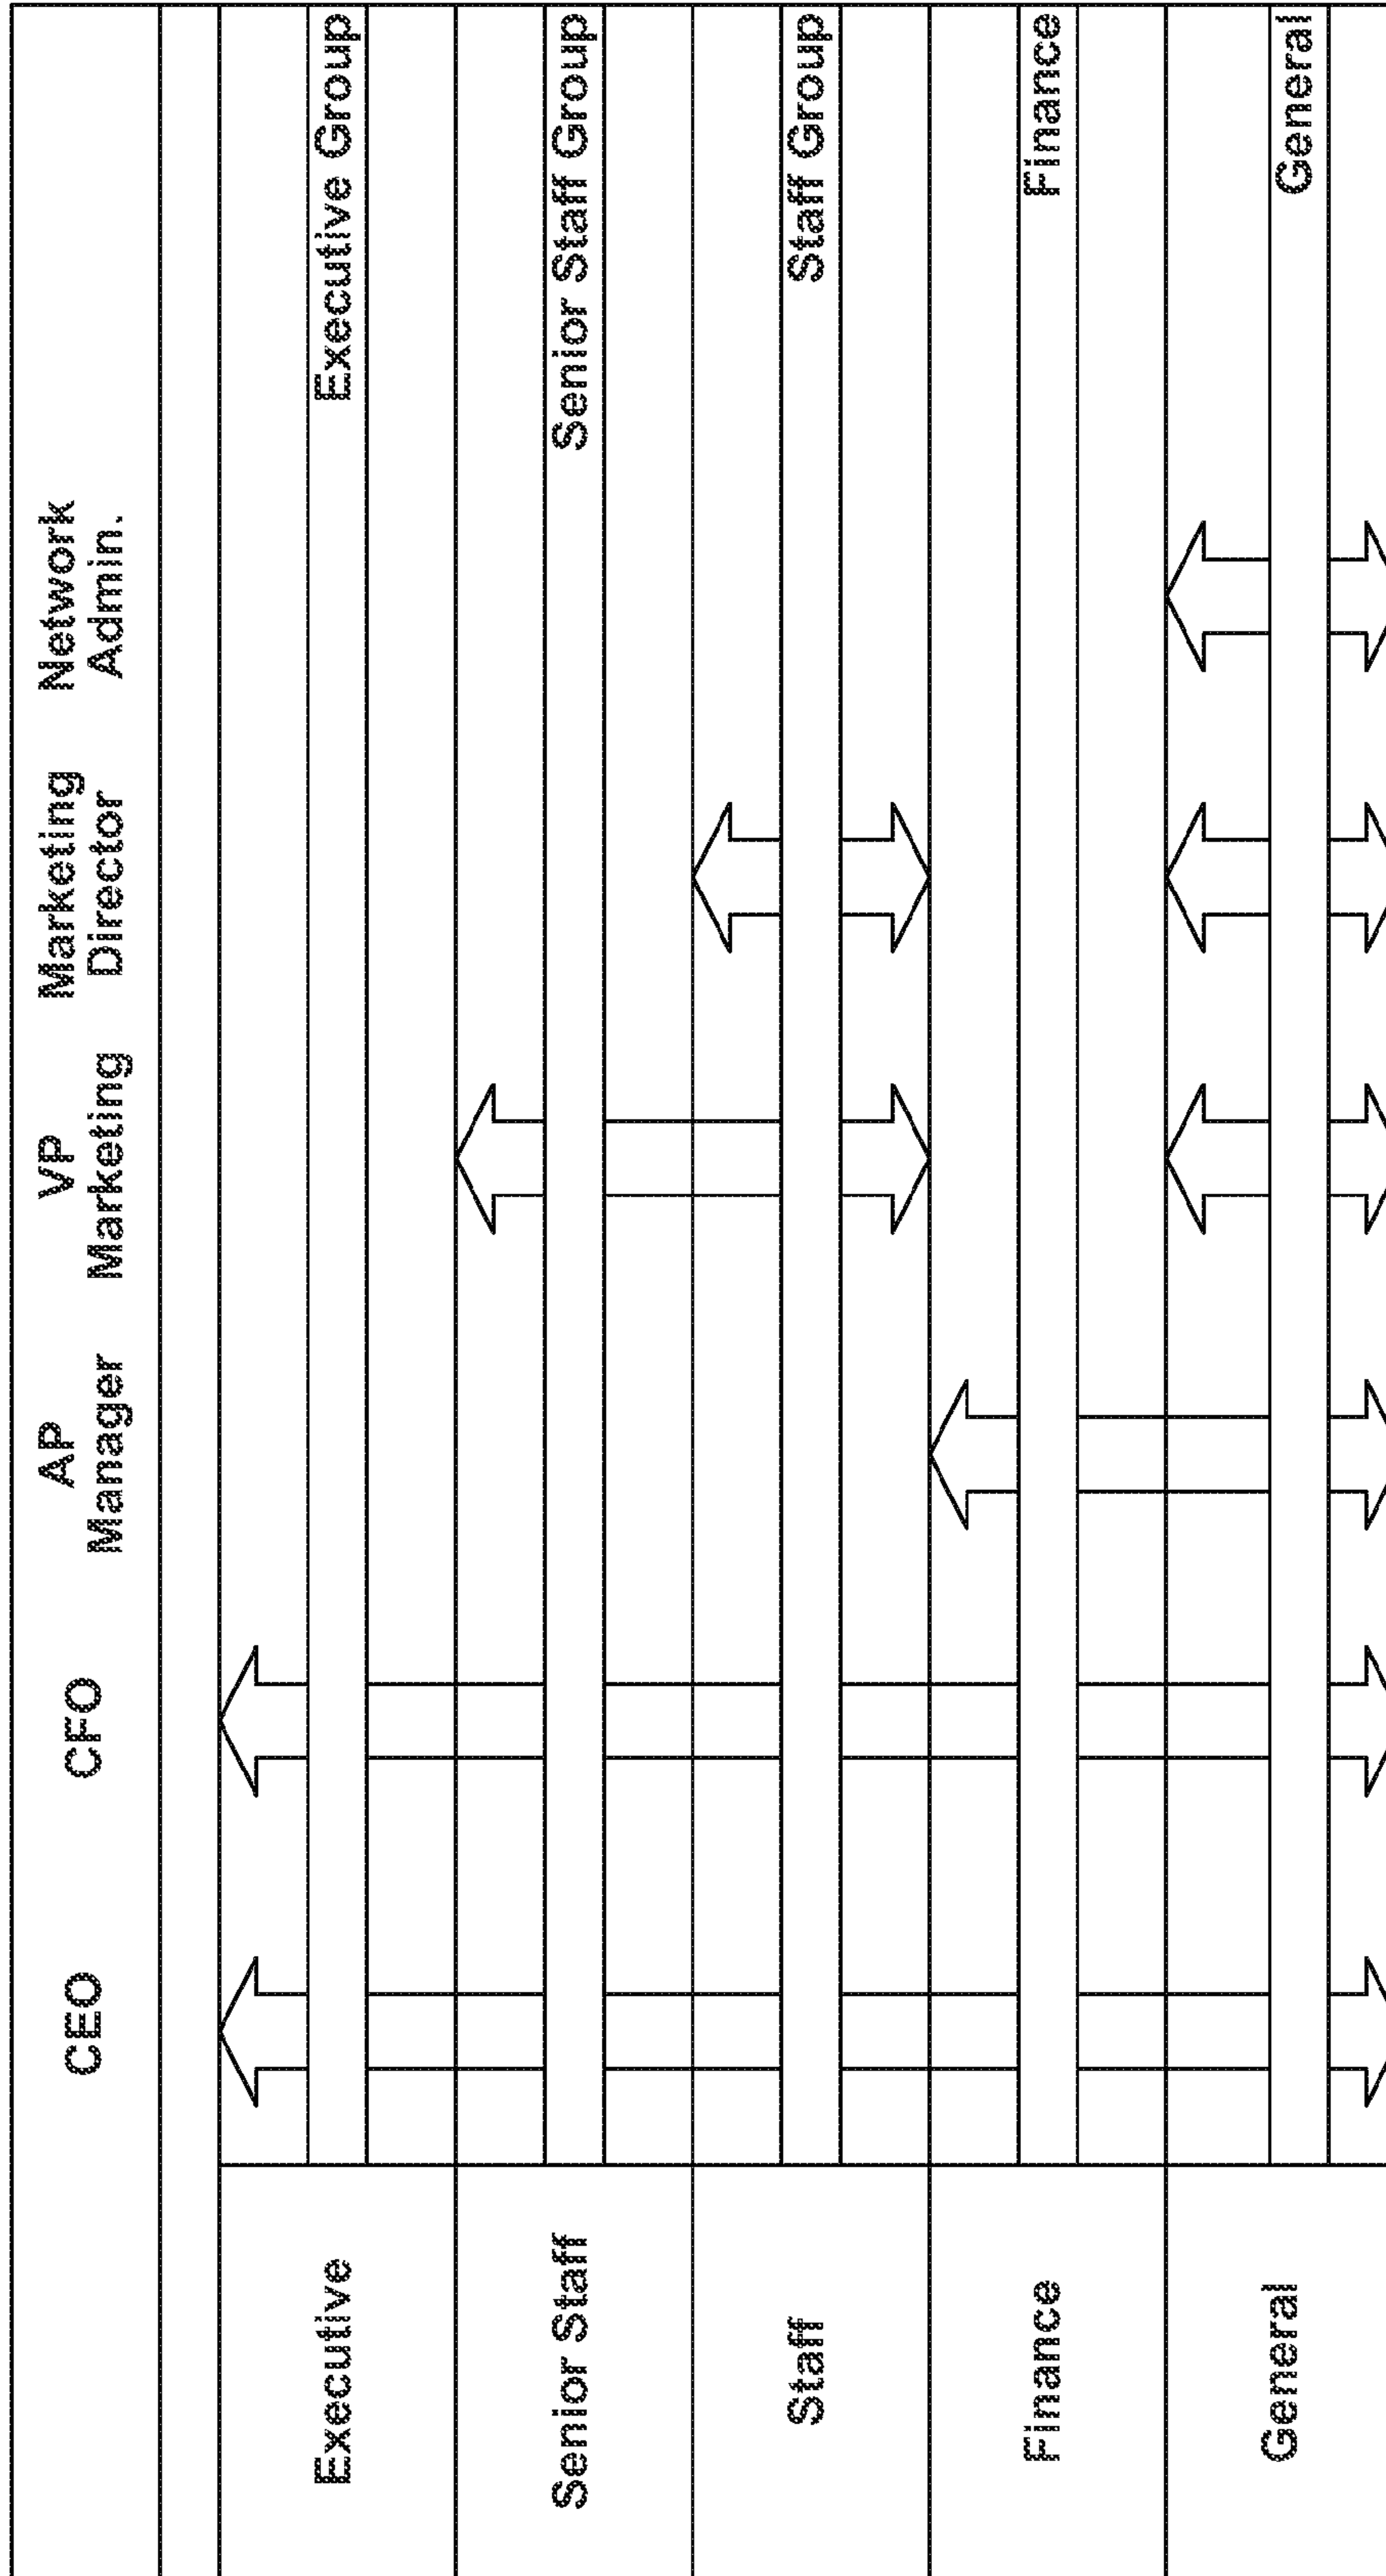 CEO
CFO
AP
Manager
VP
Marketing
Marketing
Director
Network
Admin.
Executive
Executive Group
Senior Staff
Senior Staff Group
Staff
Staff Group
Finance
Finance
General
General